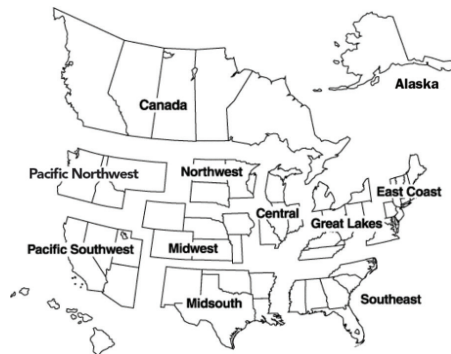 Alaska
Canada
Pacific Northwest
Northwest
East Coast
Central
Great Lakes
Pacific Southwest
Midwest
Midsouth
Southeast